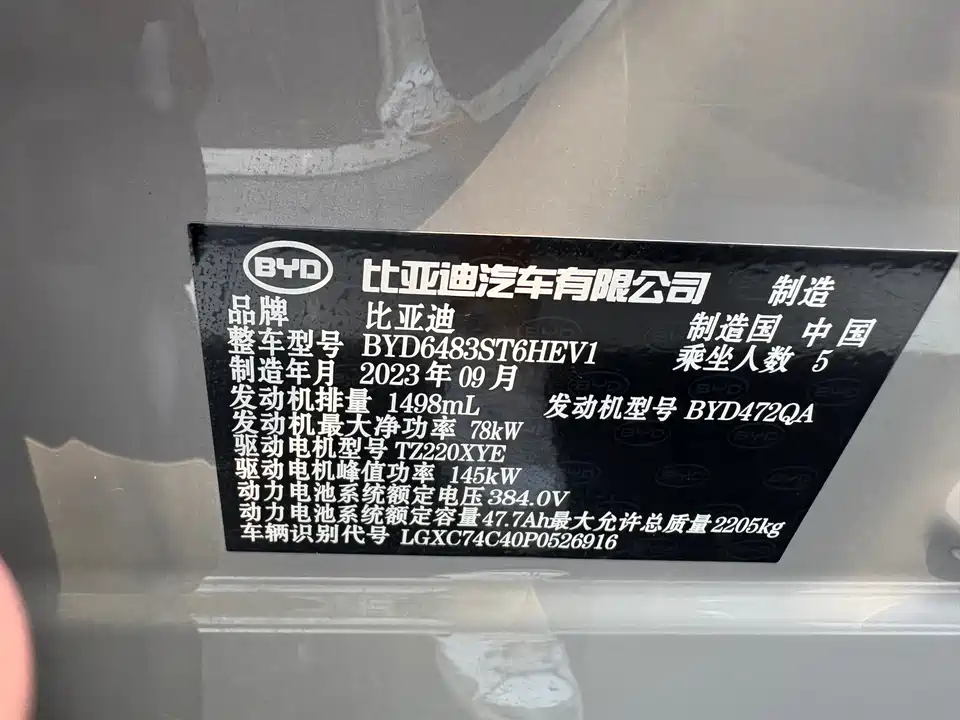 BYD 比亚迪汽车有限公司 制造
品牌 比亚迪 制造国 中国
整车型号 BYD6483ST6HEV1 乘坐人数 5
制造年月 2023年09月
发动机排量 1498mL 发动机型号 BYD472QA
发动机最大净功率 78kW
驱动电机型号 TZ220XYE
驱动电机峰值功率 145kW
动力电池系统额定电压 384.0V
动力电池系统额定容量 47.7Ah 最大允许总质量 2205kg
车辆识别代号 LGXC74C40P0526916